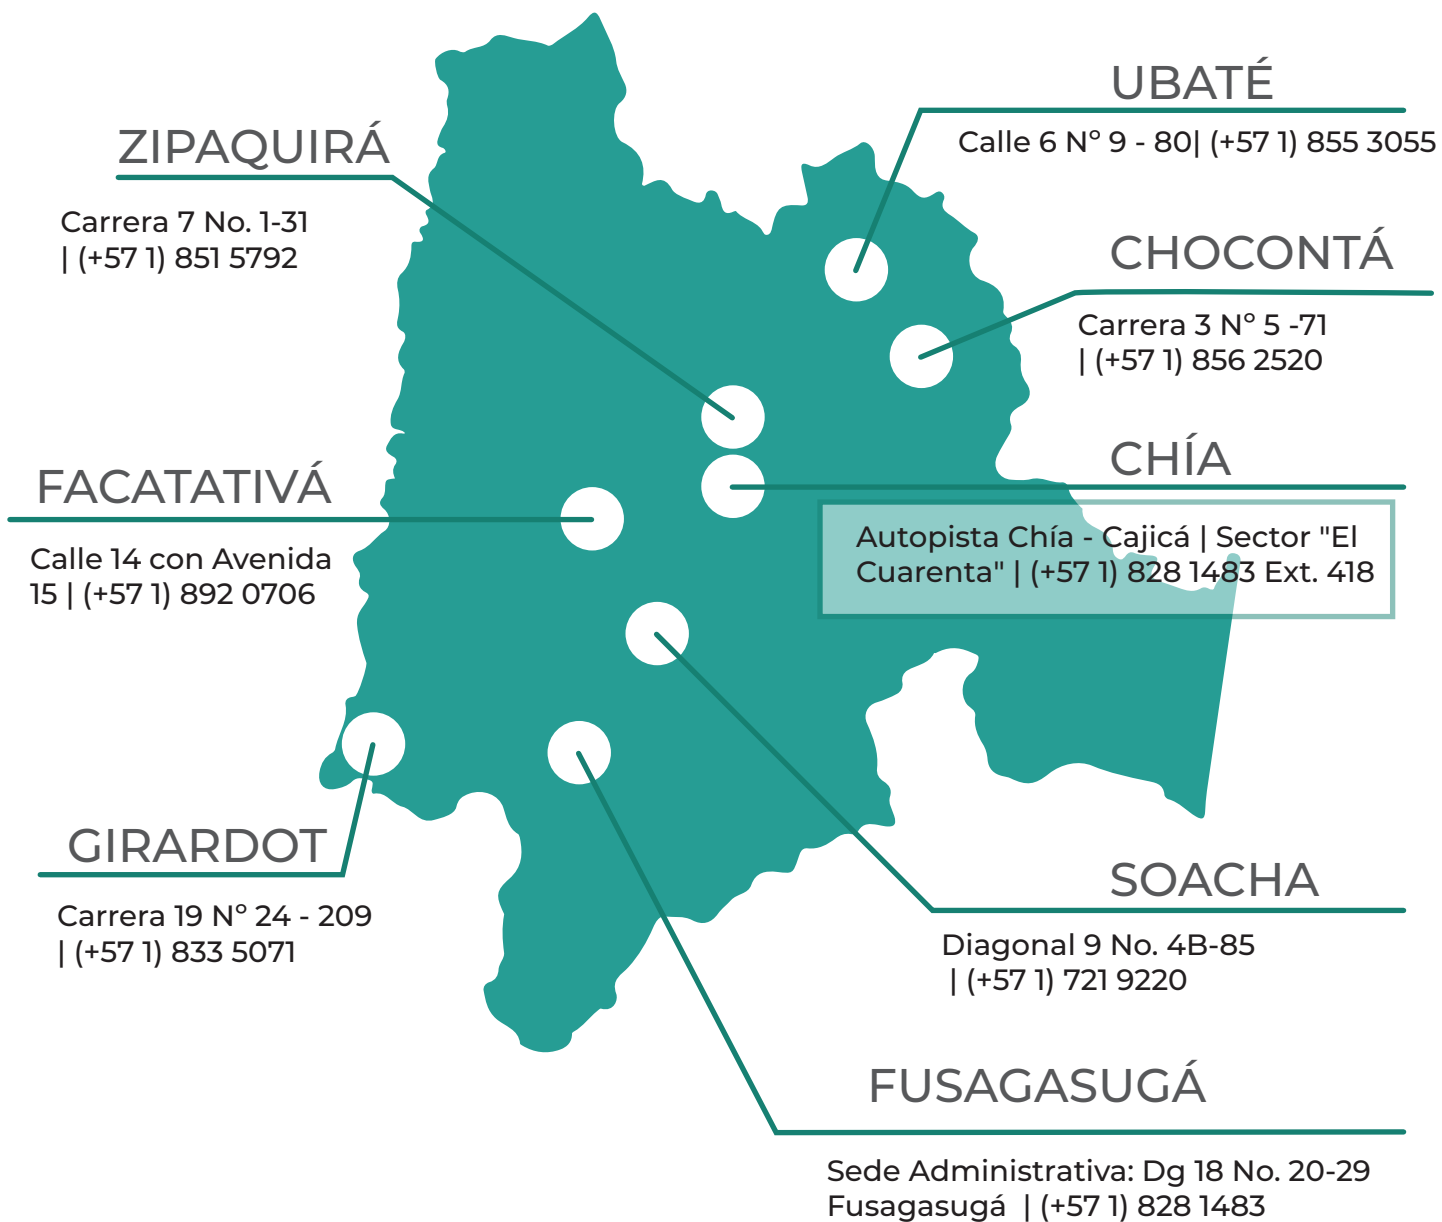 UBATÉ
Calle 6 Nº 9 - 80| (+57 1) 855 3055
ZIPAQUIRÁ
Carrera 7 No. 1-31
| (+57 1) 851 5792
CHOCONTÁ
Carrera 3 Nº 5 -71
| (+57 1) 856 2520
CHÍA
Autopista Chía - Cajicá | Sector "El
Cuarenta" | (+57 1) 828 1483 Ext. 418
FACATATIVÁ
Calle 14 con Avenida
15 | (+57 1) 892 0706
GIRARDOT
Carrera 19 Nº 24 - 209
| (+57 1) 833 5071
SOACHA
Diagonal 9 No. 4B-85
| (+57 1) 721 9220
FUSAGASUGÁ
Sede Administrativa: Dg 18 No. 20-29
Fusagasugá | (+57 1) 828 1483